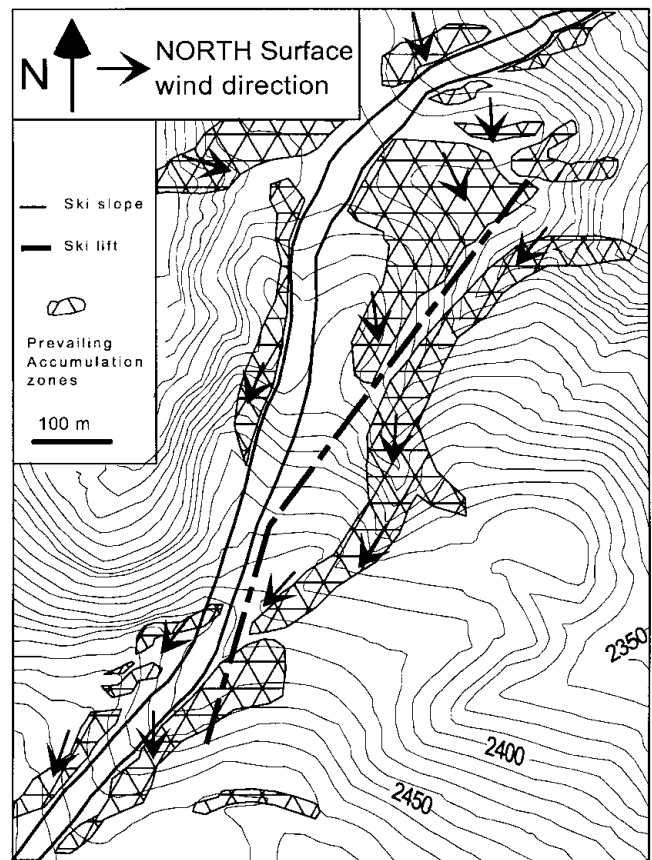 N
NORTH Surface
wind direction
Ski slope
Ski lift
Prevailing
Accumulation
zones
100 m
2350
2400
2450